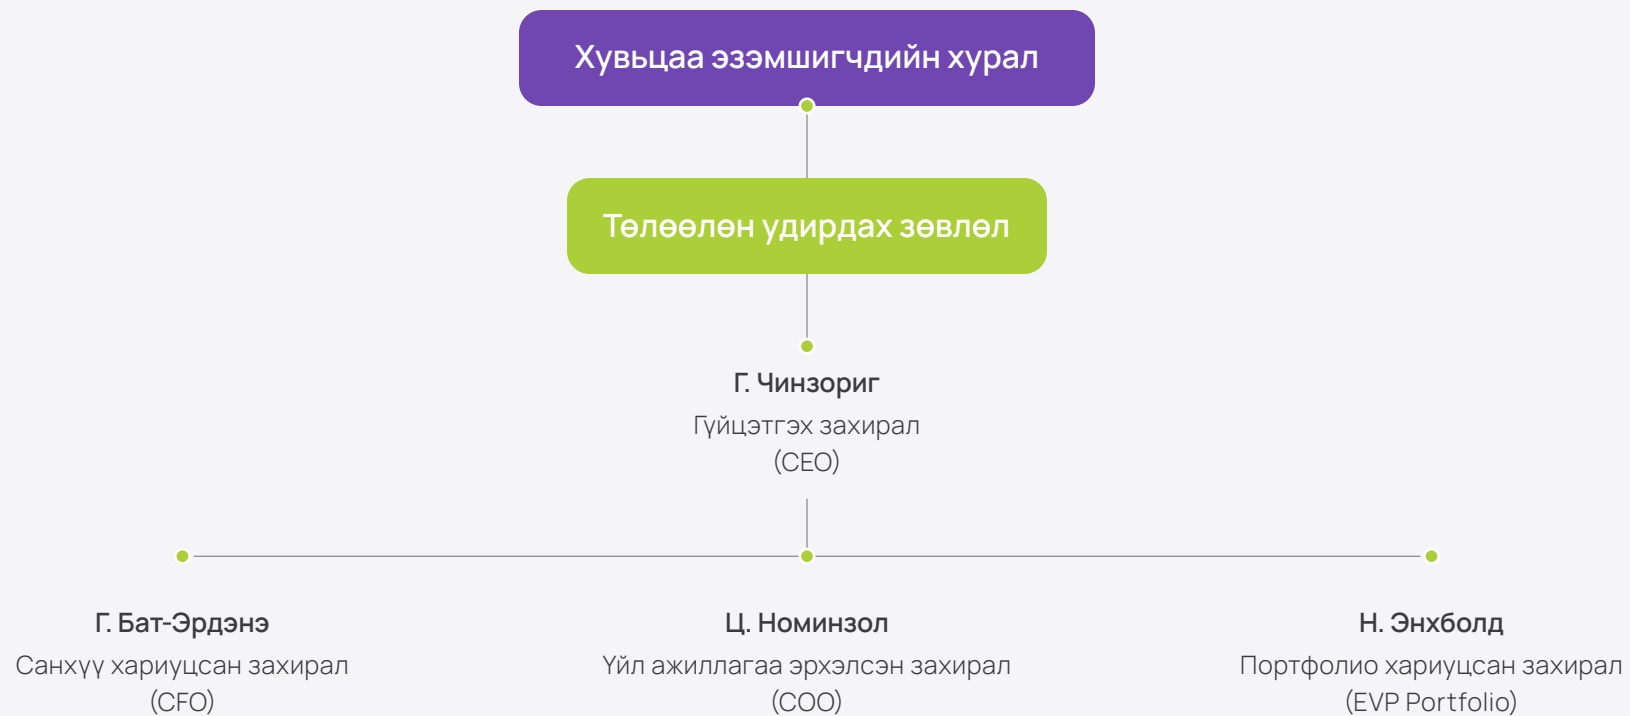 Хувьцаа эзэмшигчдийн хурал
Төлөөлөн удирдах зөвлөл
Г. Чинзориг
Гүйцэтгэх захирал
(CEO)
Г. Бат-Эрдэнэ
Санхүү хариуцсан захирал
(CFO)
Ц. Номинзол
Үйл ажиллагаа эрхэлсэн захирал
(COO)
Н. Энхболд
Портфолио хариуцсан захирал
(EVP Portfolio)